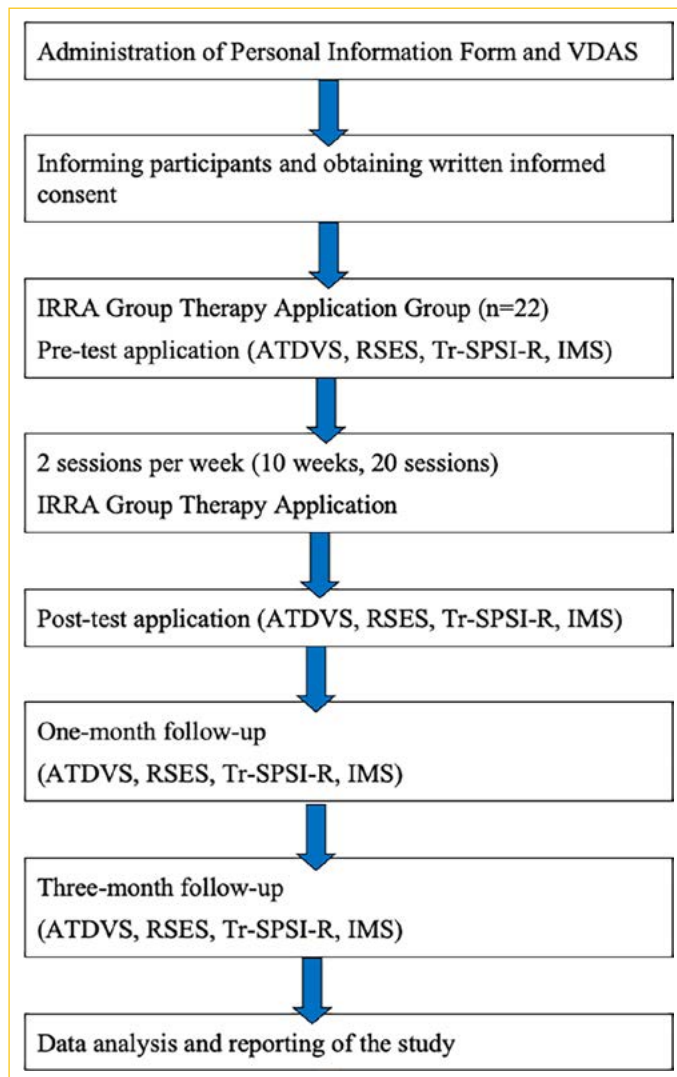 Administration of Personal Information Form and VDAS
Informing participants and obtaining written informed
consent
IRRA Group Therapy Application Group (n=22)
Pre-test application (ATDVS, RSES, Tr-SPSI-R, IMS)
2 sessions per week (10 weeks, 20 sessions)
IRRA Group Therapy Application
Post-test application (ATDVS, RSES, Tr-SPSI-R, IMS)
One-month follow-up
(ATDVS, RSES, Tr-SPSI-R, IMS)
Three-month follow-up
(ATDVS, RSES, Tr-SPSI-R, IMS)
Data analysis and reporting of the study